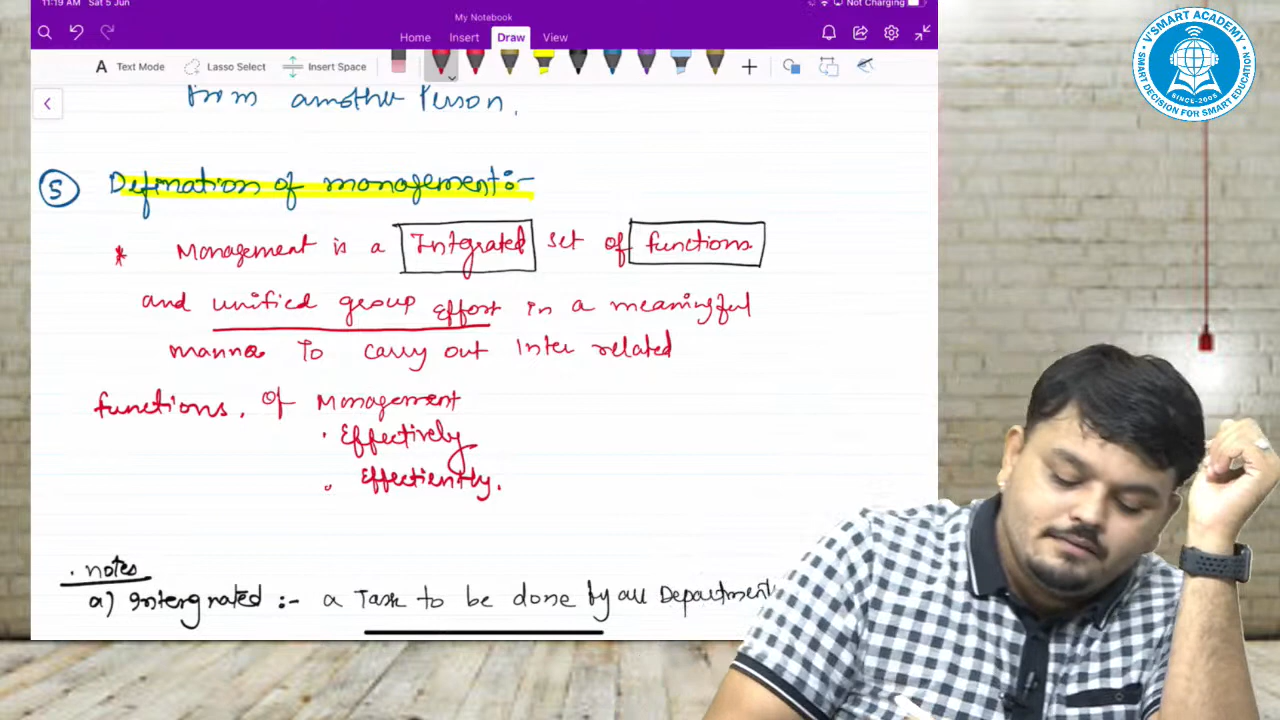 11:19 AM Sat 5 Jun
Not Charging
My Notebook
Home Insert Draw View
Text Mode Lasso Select Insert Space
from another Person.
5 Defination of management:-
* Management is a Integrated set of functions
and unified group effort in a meaningful
manner To carry out Inter related
functions. Of Management
. Effectively
. Effectiently.
. notes
a) Intergrated :- a Task to be done by all Department
V'SMART ACADEMY
SINCE-2005
SMART DECISION FOR SMART EDUCATION